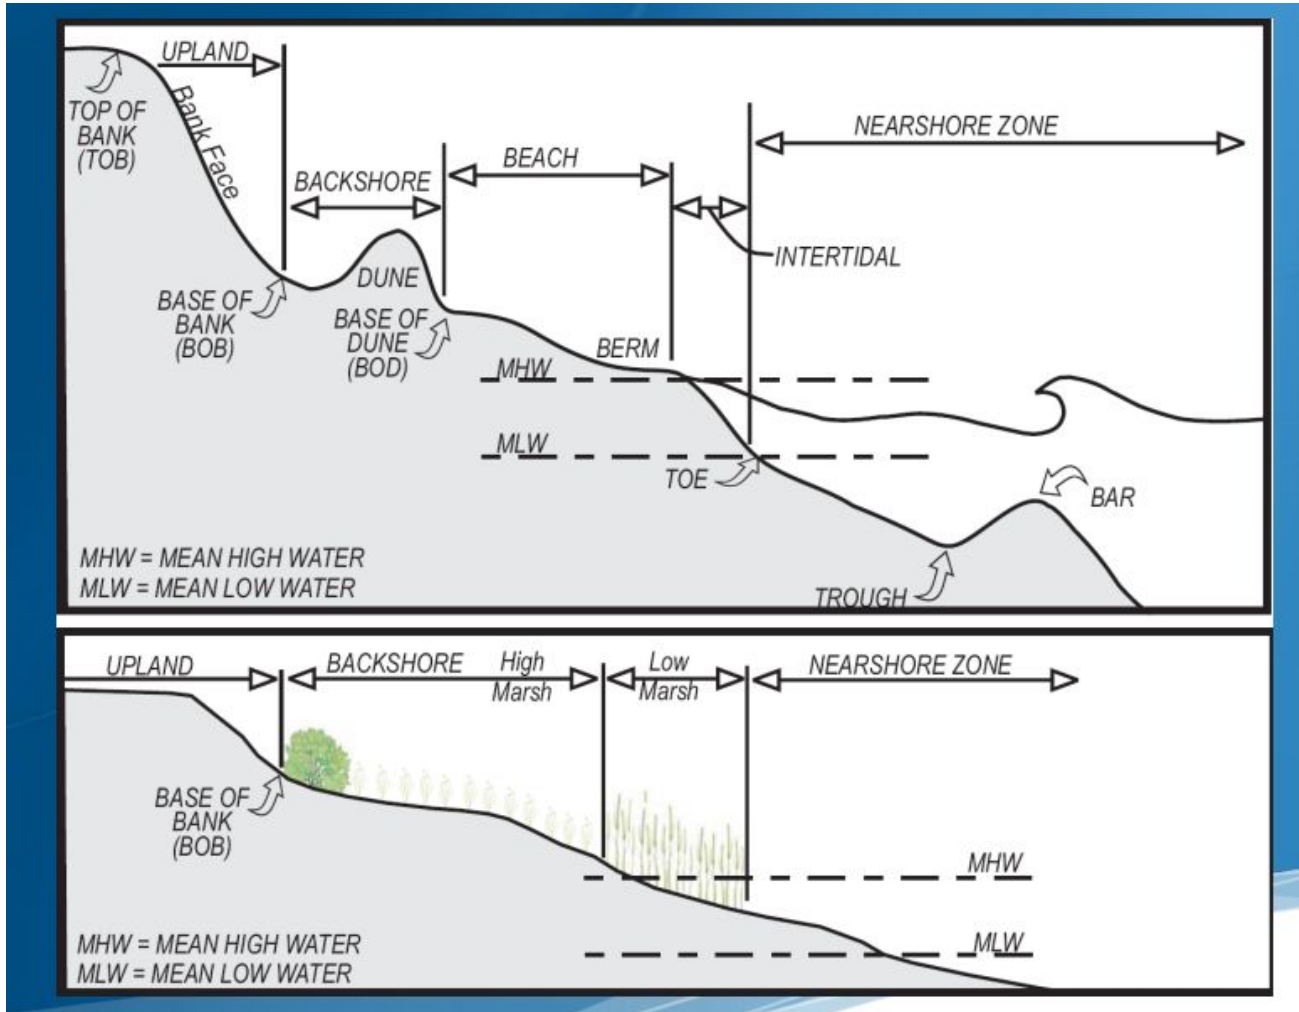 UPLAND
TOP OF
BANK
(TOB)
Bank Face
NEARSHORE ZONE
BEACH
BACKSHORE
INTERTIDAL
DUNE
BASE OF
BANK
(BOB)
BASE OF
DUNE
(BOD)
BERM
MHW
MLW
TOE
BAR
TROUGH
MHW = MEAN HIGH WATER
MLW = MEAN LOW WATER
UPLAND
BACKSHORE
High
Marsh
Low
Marsh
NEARSHORE ZONE
BASE OF
BANK
(BOB)
MHW
MLW
MHW = MEAN HIGH WATER
MLW = MEAN LOW WATER